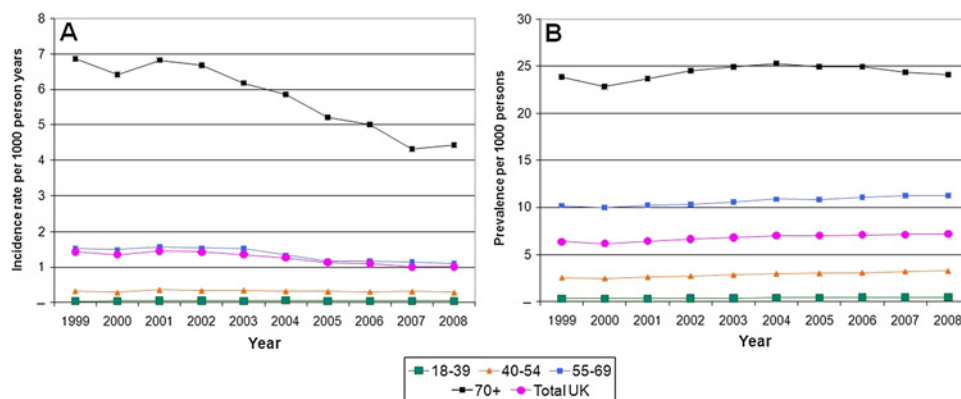 A
Incidence rate per 1000 person years
8
7
6
5
4
3
2
1
–
1999 2000 2001 2002 2003 2004 2005 2006 2007 2008
Year
B
Prevalence per 1000 persons
30
25
20
15
10
5
–
1999 2000 2001 2002 2003 2004 2005 2006 2007 2008
Year
18-39 40-54 55-69
70+ Total UK